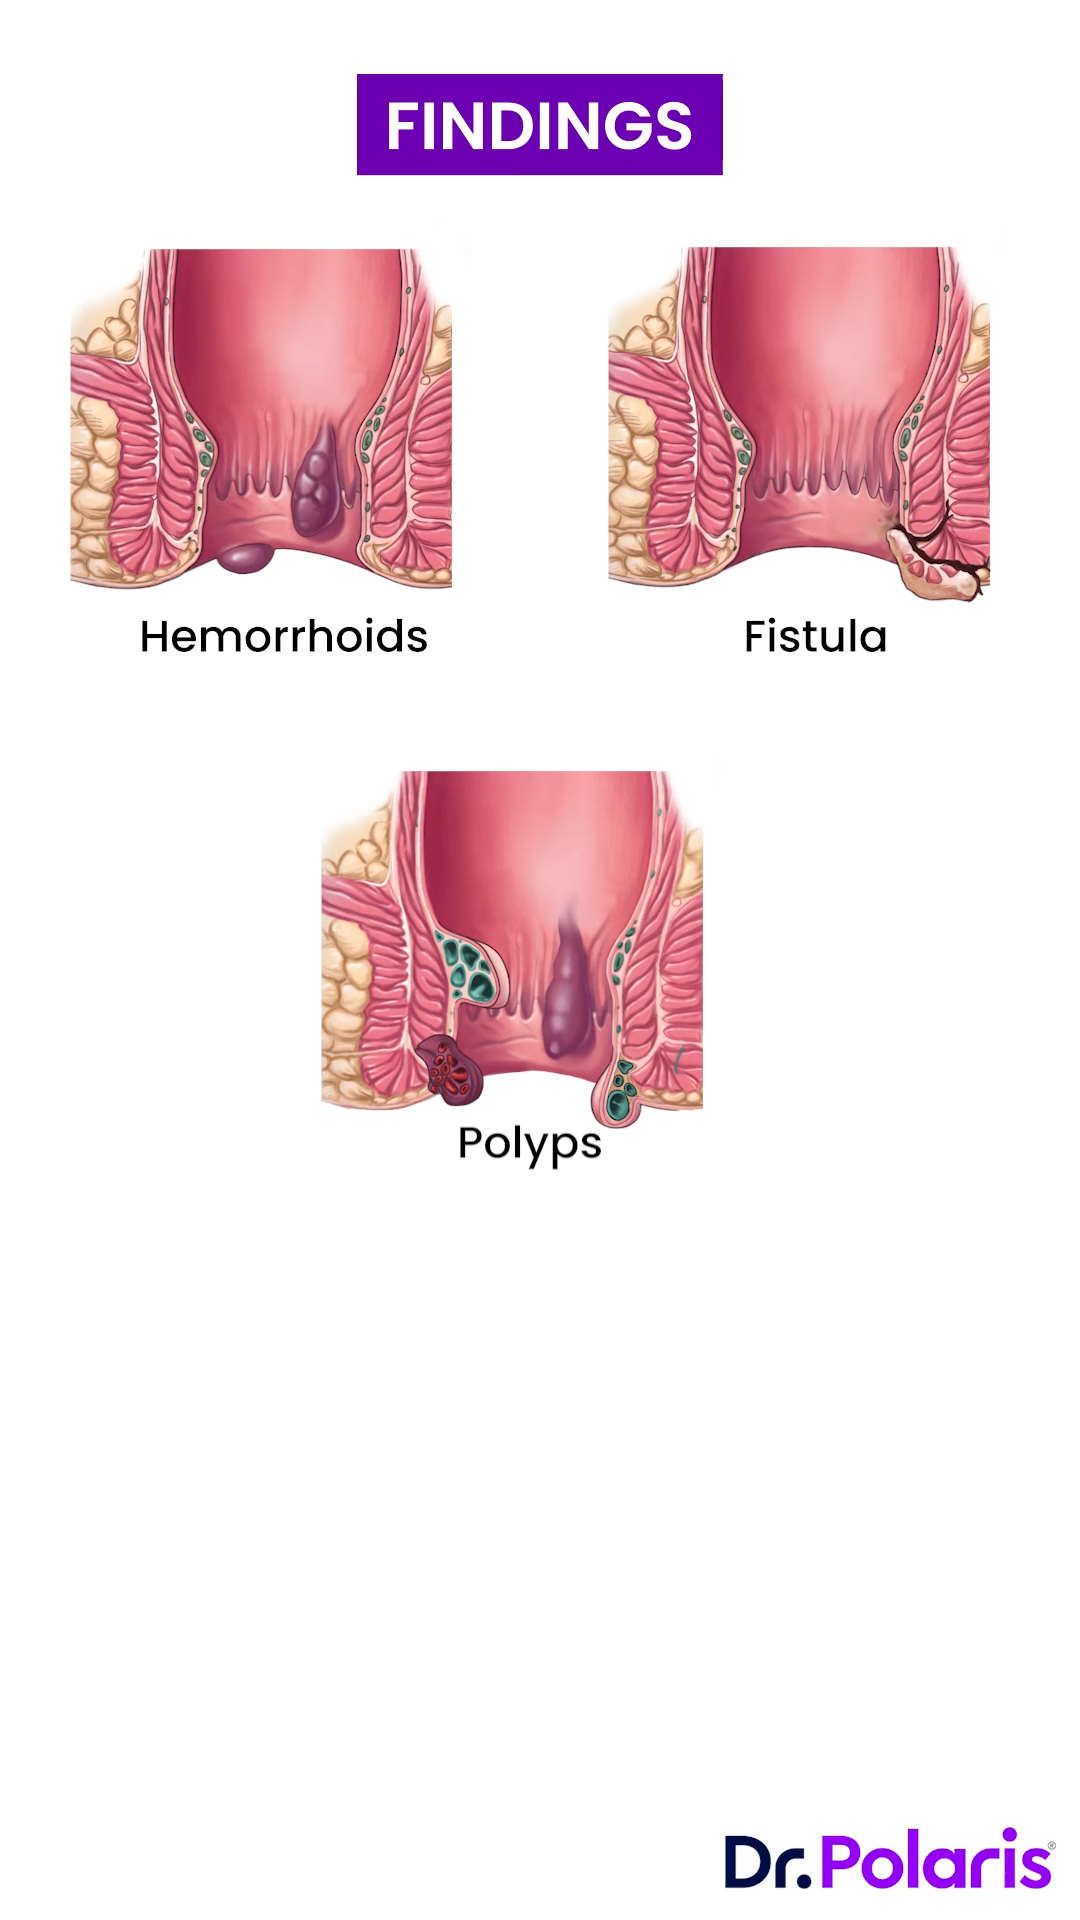 FINDINGS
Hemorrhoids
Fistula
Polyps
Dr.Polaris®